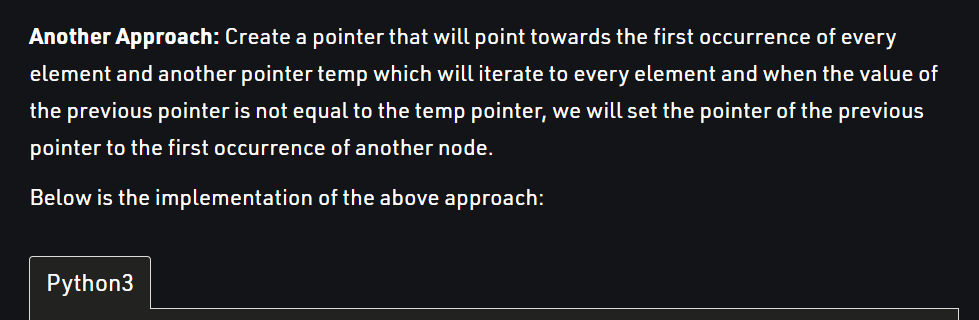 Another Approach: Create a pointer that will point towards the first occurrence of every
element and another pointer temp which will iterate to every element and when the value of
the previous pointer is not equal to the temp pointer, we will set the pointer of the previous
pointer to the first occurrence of another node.
Below is the implementation of the above approach:
Python3